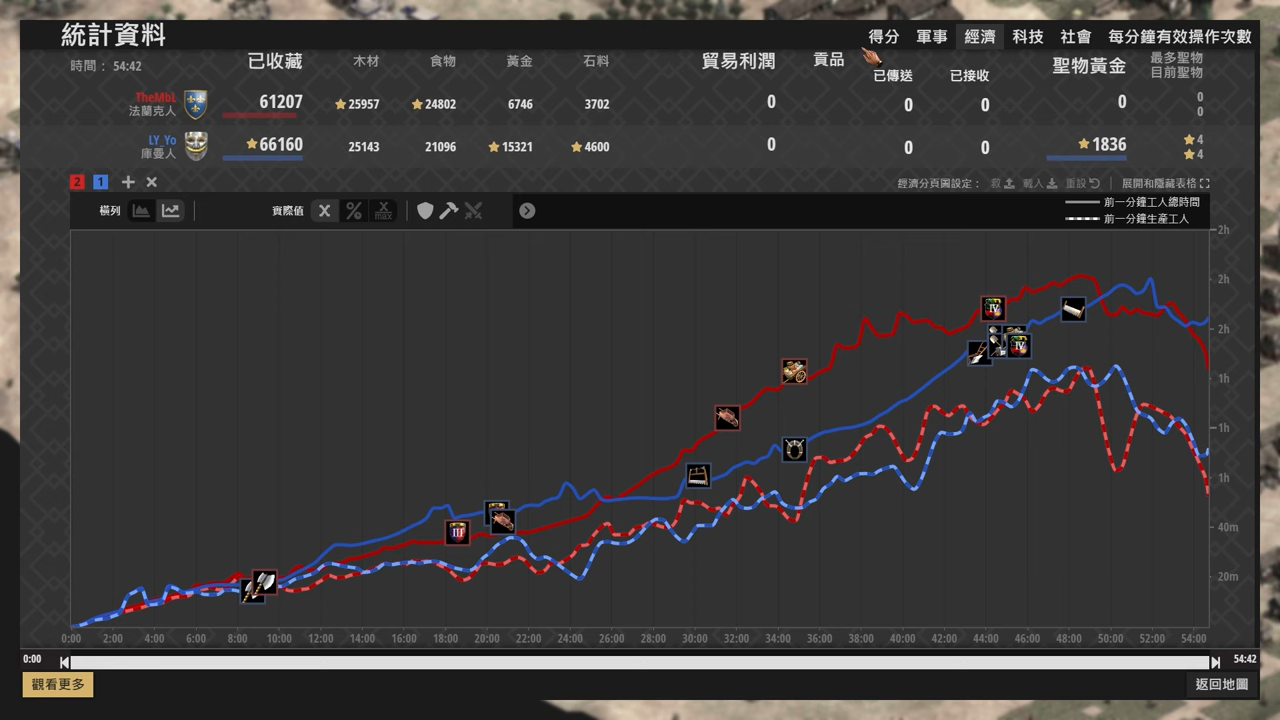 統計資料
得分 軍事 經濟 科技 社會 每分鐘有效操作次數
時間： 54:42
已收藏 木材 食物 黃金 石料 貿易利潤 貢品 已傳送 已接收 聖物黃金 最多聖物 目前聖物
TheMbL 法蘭克人 61207 25957 24802 6746 3702 0 0 0 0 0 0
LY_Yo 庫曼人 66160 25143 21096 15321 4600 0 0 0 1836 4 4
2 1
經濟分頁圖設定： 載入 重設 展開和隱藏表格
橫列 實際值 X % X max
前一分鐘工人總時間
前一分鐘生產工人
2h
2h
2h
1h
1h
1h
40m
20m
III
IV
IV
0:00 2:00 4:00 6:00 8:00 10:00 12:00 14:00 16:00 18:00 20:00 22:00 24:00 26:00 28:00 30:00 32:00 34:00 36:00 38:00 40:00 42:00 44:00 46:00 48:00 50:00 52:00 54:00
0:00 54:42
觀看更多 返回地圖